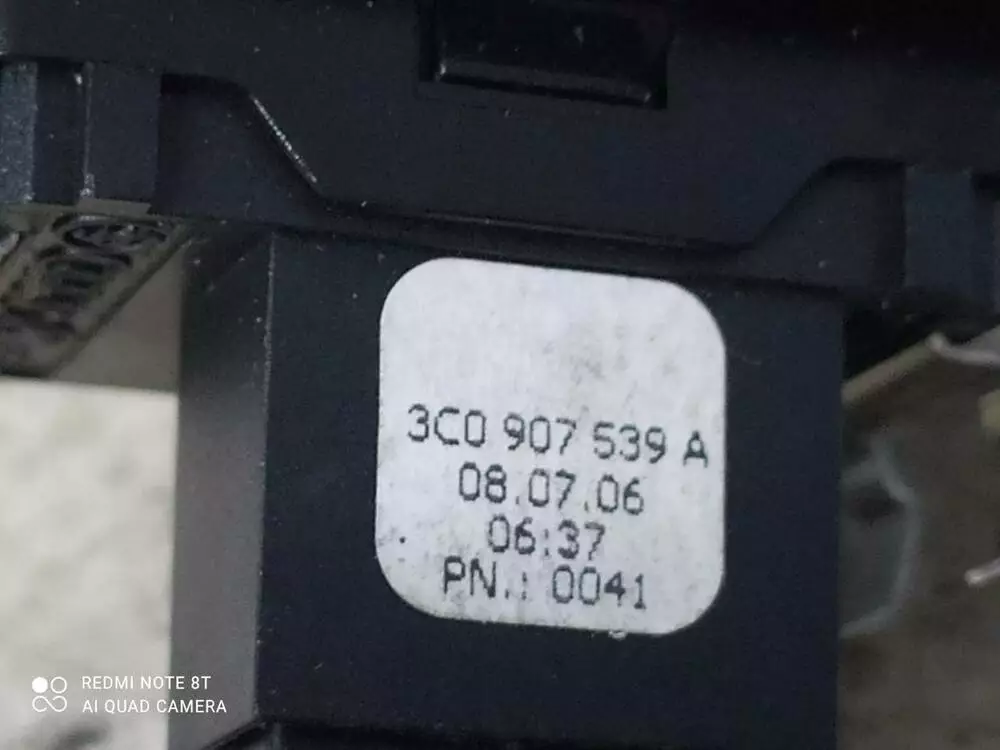 3C0 907 539 A
08.07.06
06:37
PN.: 0041
REDMI NOTE 8T
AI QUAD CAMERA